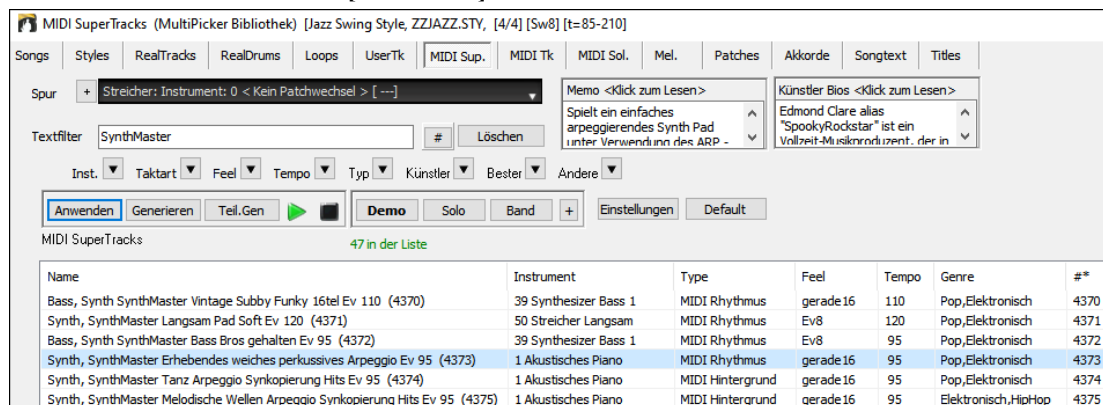 MIDI SuperTracks (MultiPicker Bibliothek) [Jazz Swing Style, ZZJAZZ.STY, [4/4] [Sw8] [t=85-210]
Songs Styles RealTracks RealDrums Loops UserTk MIDI Sup. MIDI Tk MIDI Sol. Mel. Patches Akkorde Songtext Titles
Spur + Streicher: Instrument: 0 < Kein Patchwechsel > [ ---]
Memo <Klick zum Lesen>
Spielt ein einfaches
arpeggierendes Synth Pad
unter Verwendung des ARP -
Künstler Bios <Klick zum Lesen>
Edmond Clare alias
"SpookyRockstar" ist ein
Vollzeit-Musikproduzent, der in
Textfilter SynthMaster # Löschen
Inst. Taktart Feel Tempo Typ Künstler Bester Andere
Anwenden Generieren Teil.Gen Demo Solo Band + Einstellungen Default
MIDI SuperTracks 47 in der Liste
Name Instrument Type Feel Tempo Genre #*
Bass, Synth SynthMaster Vintage Subby Funky 16tel Ev 110 (4370) 39 Synthesizer Bass 1 MIDI Rhythmus gerade16 110 Pop,Elektronisch 4370
Synth, SynthMaster Langsam Pad Soft Ev 120 (4371) 50 Streicher Langsam MIDI Rhythmus Ev8 120 Pop,Elektronisch 4371
Bass, Synth SynthMaster Bass Bros gehalten Ev 95 (4372) 39 Synthesizer Bass 1 MIDI Rhythmus Ev8 95 Pop,Elektronisch 4372
Synth, SynthMaster Erhebendes weiches perkussives Arpeggio Ev 95 (4373) 1 Akustisches Piano MIDI Rhythmus gerade16 95 Pop,Elektronisch 4373
Synth, SynthMaster Tanz Arpeggio Synkopierung Hits Ev 95 (4374) 1 Akustisches Piano MIDI Hintergrund gerade16 95 Pop,Elektronisch 4374
Synth, SynthMaster Melodische Wellen Arpeggio Synkopierung Hits Ev 95 (4375) 1 Akustisches Piano MIDI Hintergrund gerade16 95 Elektronisch,HipHop 4375